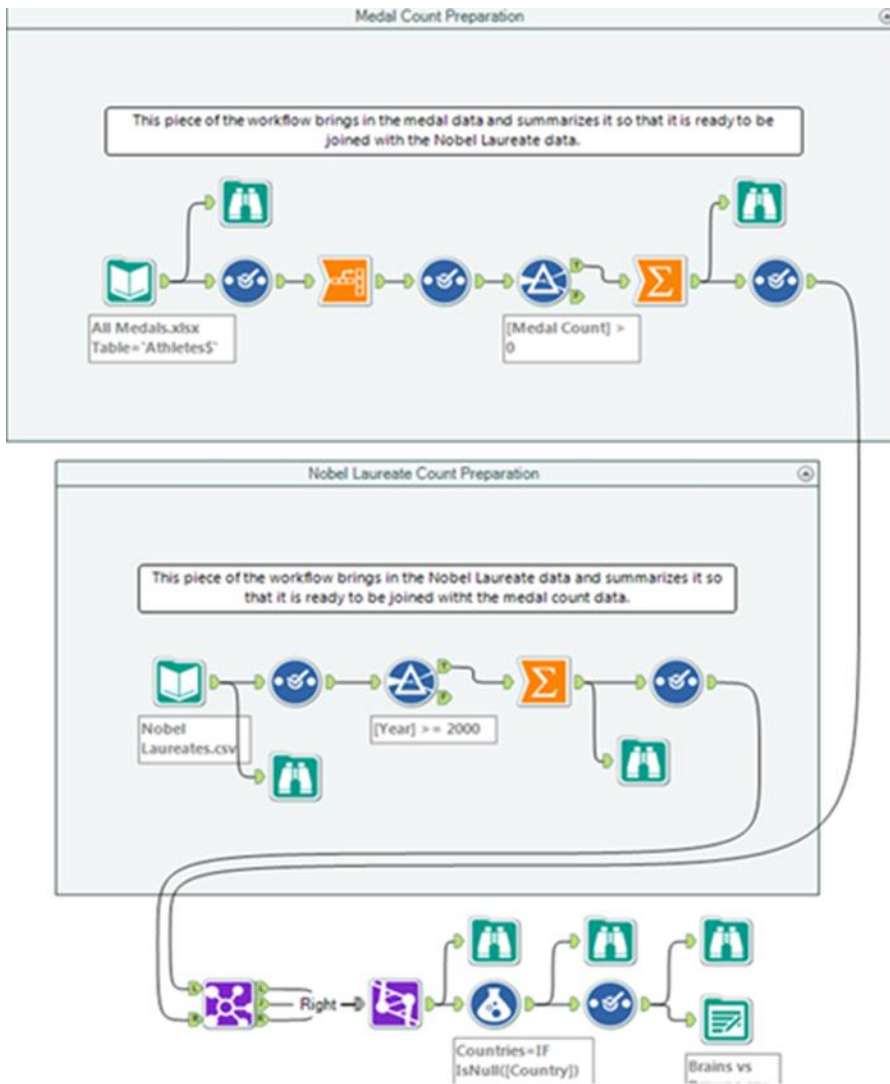 Medal Count Preparation
This piece of the workflow brings in the medal data and summarizes it so that it is ready to be
joined with the Nobel Laureate data.
T
F
All Medals.xlsx
Table=`Athletes$`
[Medal Count] >
0
Nobel Laureate Count Preparation
This piece of the workflow brings in the Nobel Laureate data and summarizes it so
that it is ready to be joined witht the medal count data.
T
F
Nobel
Laureates.csv
[Year] >= 2000
L
R
L
J
R
Right
Countries=IF
IsNull([Country])
Brains vs